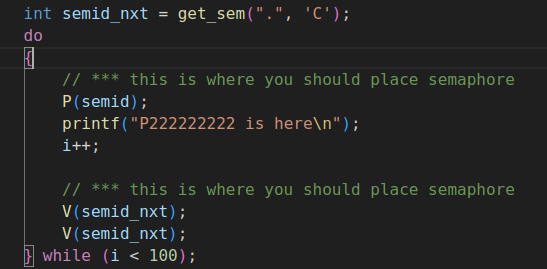 int semid_nxt = get_sem(".", 'C');
do
{
// *** this is where you should place semaphore
P(semid);
printf("P222222222 is here\n");
i++;
// *** this is where you should place semaphore
V(semid_nxt);
V(semid_nxt);
} while (i < 100);